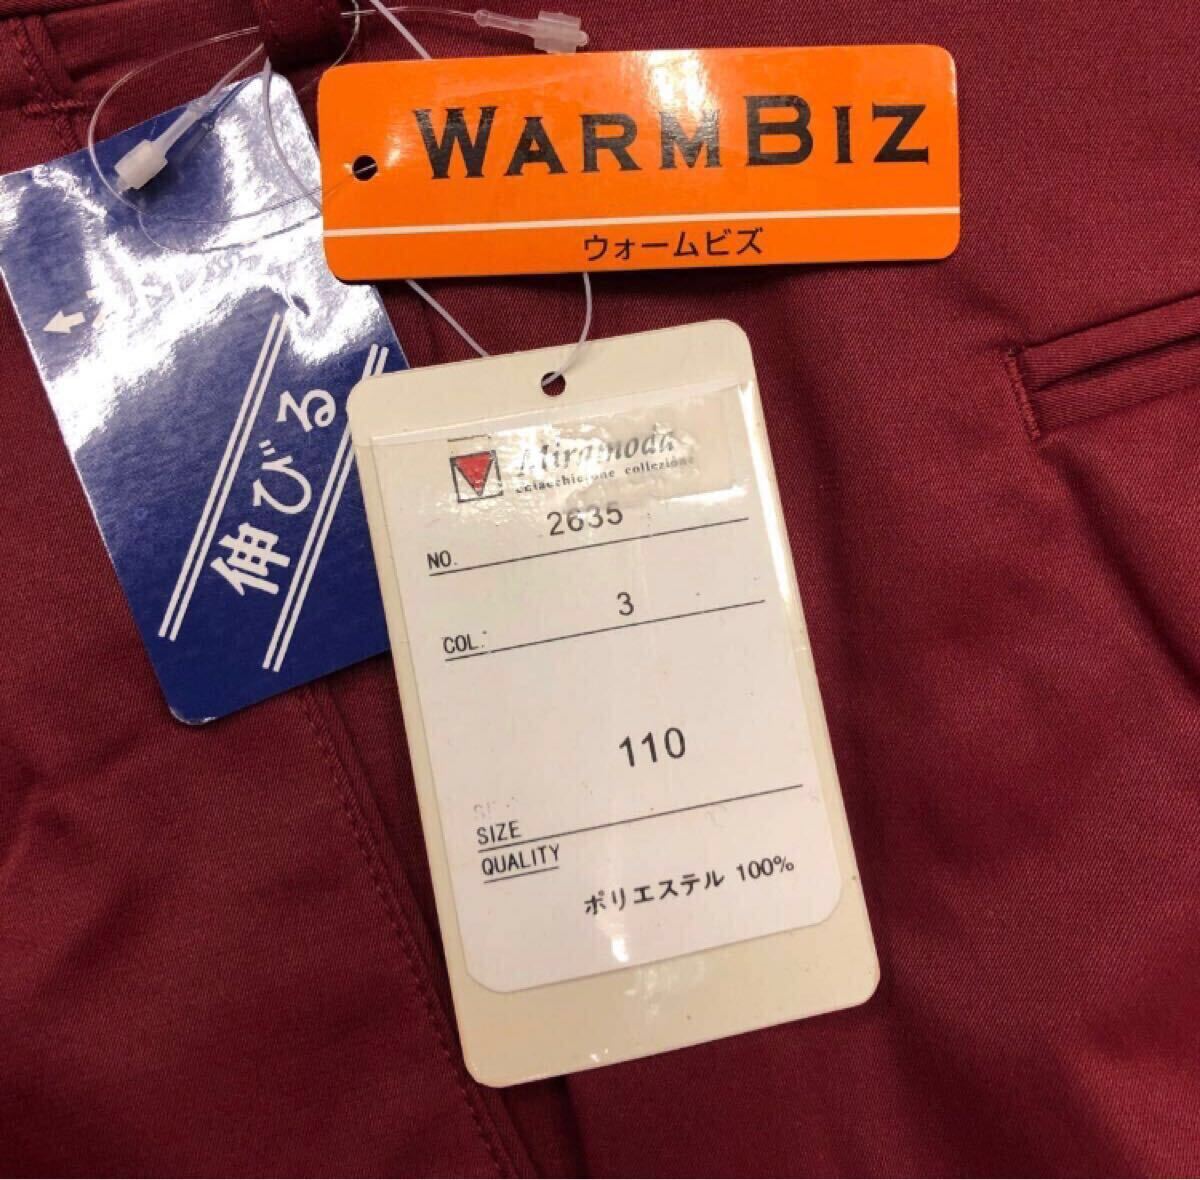 WARMBIZ
ウォームビズ
伸びる
Miramoda
collezione
NO. 2635
COL. 3
110
SIZE
QUALITY
ポリエステル 100%